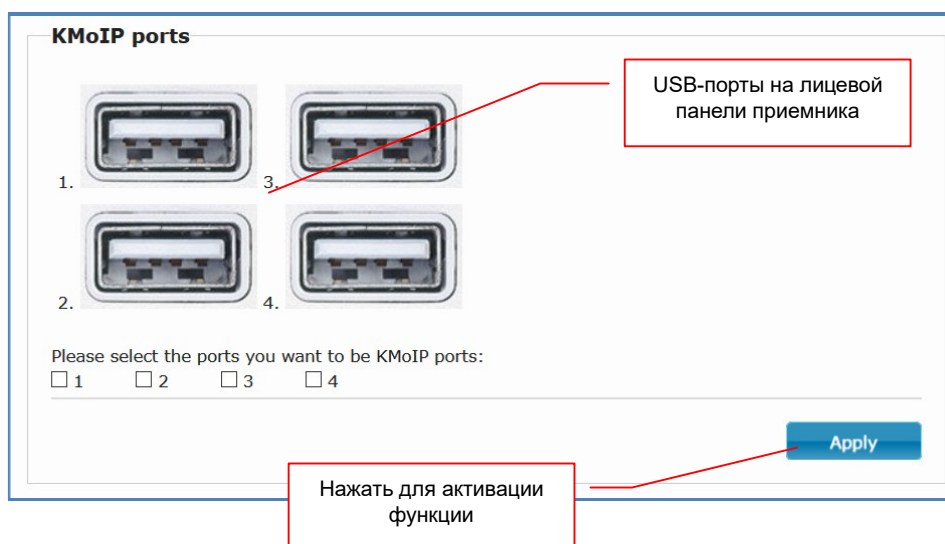 KMoIP ports
USB-порты на лицевой
панели приемника
1.
3.
2.
4.
Please select the ports you want to be KMoIP ports:
1 2 3 4
Apply
Нажать для активации
функции